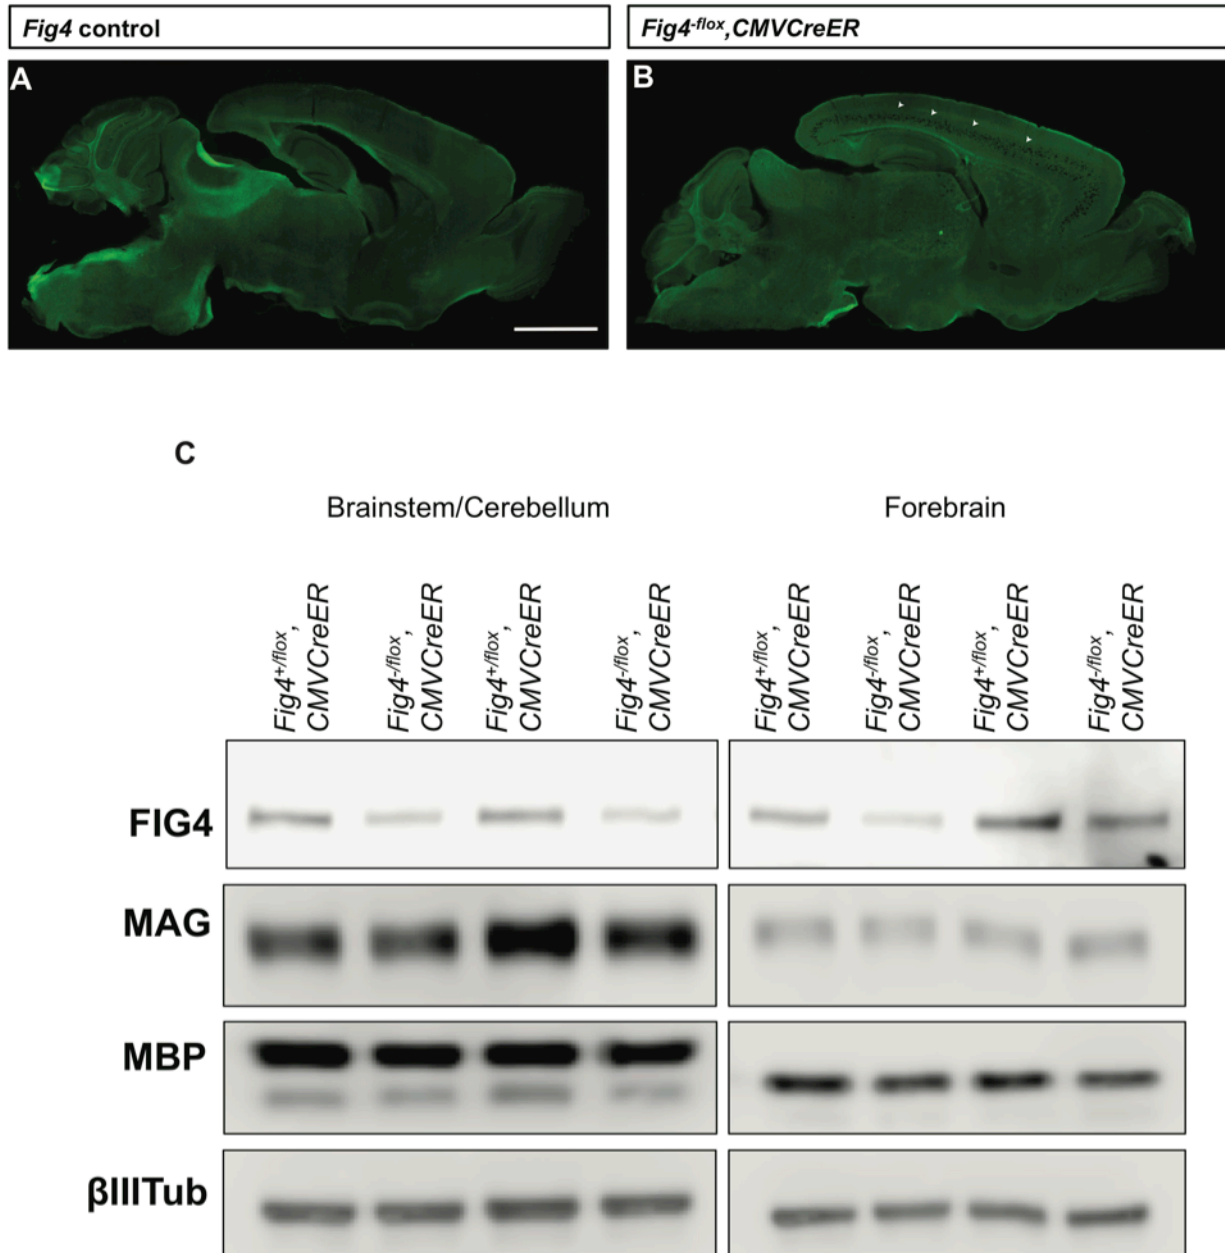 Fig4 control
Fig4-flox,CMVCreER
A
B
C
Brainstem/Cerebellum
Forebrain
Fig4+/flox,
CMVCreER
Fig4-/flox,
CMVCreER
Fig4+/flox,
CMVCreER
Fig4-/flox,
CMVCreER
Fig4+/flox,
CMVCreER
Fig4-/flox,
CMVCreER
Fig4+/flox,
CMVCreER
Fig4-/flox,
CMVCreER
FIG4
MAG
MBP
βIIITub